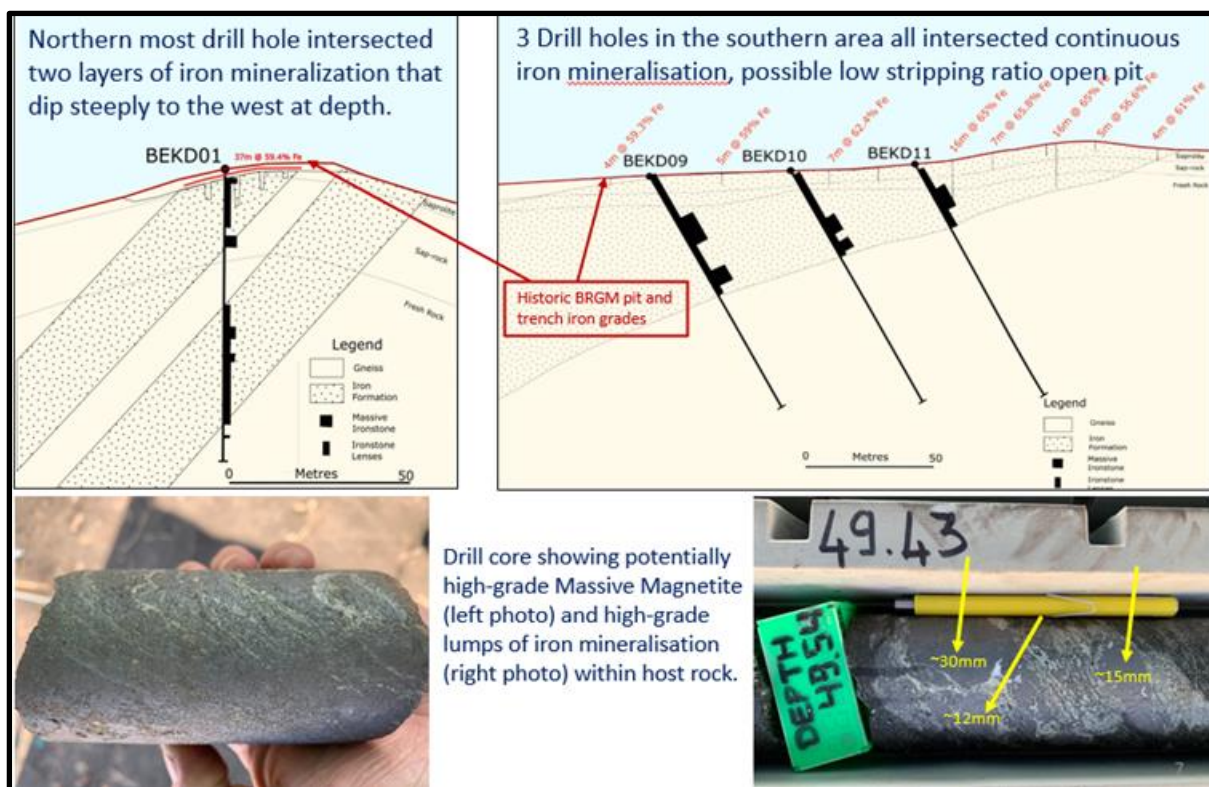 Northern most drill hole intersected
two layers of iron mineralization that
dip steeply to the west at depth.
BEKD01
37m @ 59.4% Fe
Saprolite
Sap-rock
Fresh Rock
Legend
Gneiss
Iron
Formation
Massive
Ironstone
Ironstone
Lenses
0 Metres 50
3 Drill holes in the southern area all intersected continuous
iron mineralisation, possible low stripping ratio open pit
4m @ 59.3% Fe
5m @ 59% Fe
7m @ 62.4% Fe
16m @ 65% Fe
7m @ 65.8% Fe
16m @ 65% Fe
5m @ 56.6% Fe
4m @ 61% Fe
BEKD09
BEKD10
BEKD11
Saprolite
Sap-rock
Fresh Rock
Historic BRGM pit and
trench iron grades
Legend
Gneiss
Iron
Formation
Massive
Ironstone
Ironstone
Lenses
0 Metres 50
Drill core showing potentially
high-grade Massive Magnetite
(left photo) and high-grade
lumps of iron mineralisation
(right photo) within host rock.
49.43
DEPTH
49.54
~30mm
~15mm
~12mm
7